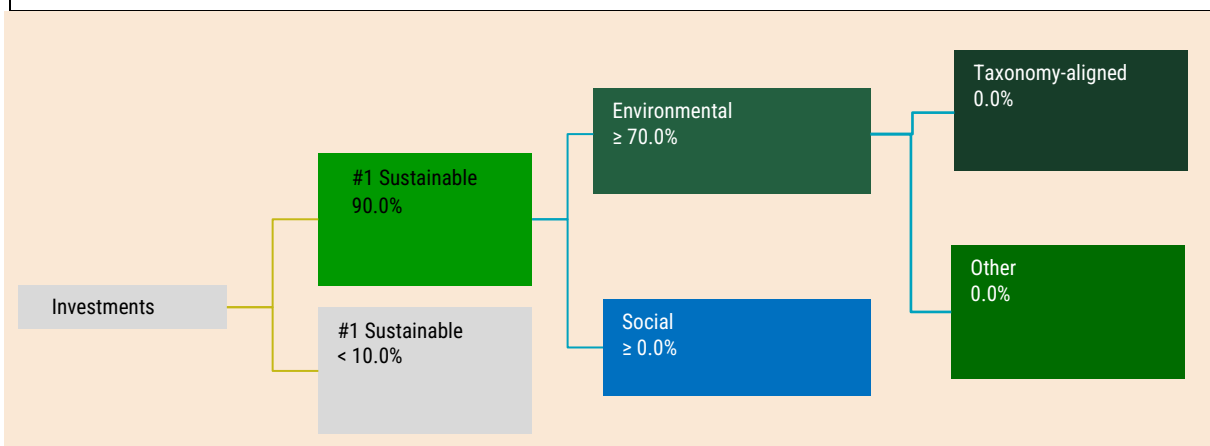 Investments
#1 Sustainable
90.0%
#1 Sustainable
< 10.0%
Environmental
≥ 70.0%
Social
≥ 0.0%
Taxonomy-aligned
0.0%
Other
0.0%